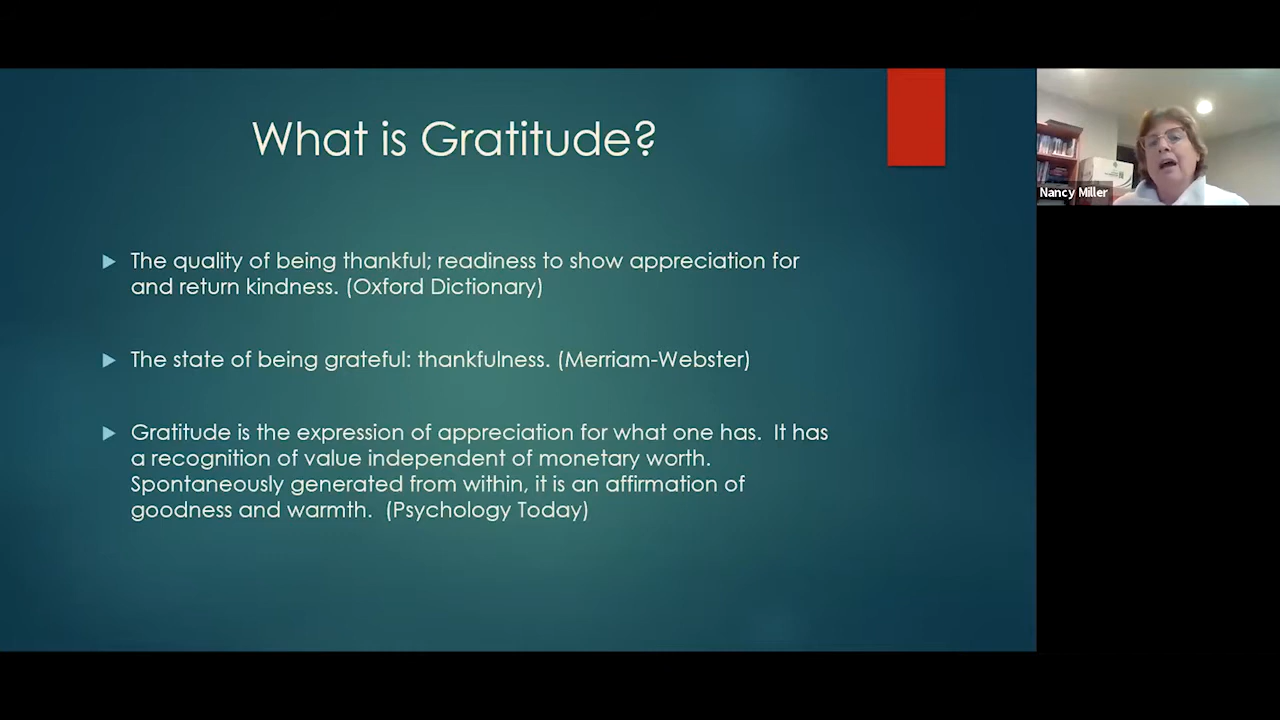 What is Gratitude?
The quality of being thankful; readiness to show appreciation for
and return kindness. (Oxford Dictionary)
The state of being grateful: thankfulness. (Merriam-Webster)
Gratitude is the expression of appreciation for what one has.  It has
a recognition of value independent of monetary worth.
Spontaneously generated from within, it is an affirmation of
goodness and warmth.  (Psychology Today)
Nancy Miller